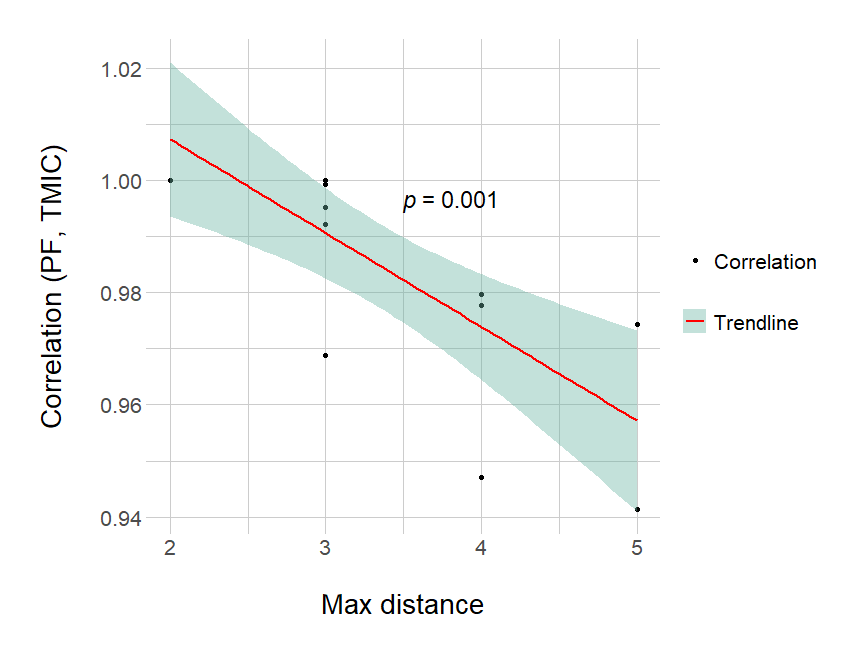 1.02
1.00
0.98
0.96
0.94
Correlation (PF, TMIC)
p = 0.001
2 3 4 5
Max distance
Correlation
Trendline